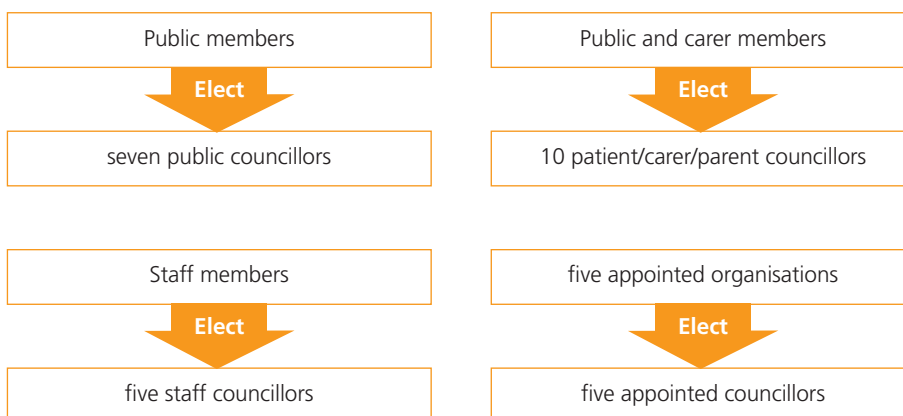 Public members
Elect
seven public councillors
Public and carer members
Elect
10 patient/carer/parent councillors
Staff members
Elect
five staff councillors
five appointed organisations
Elect
five appointed councillors